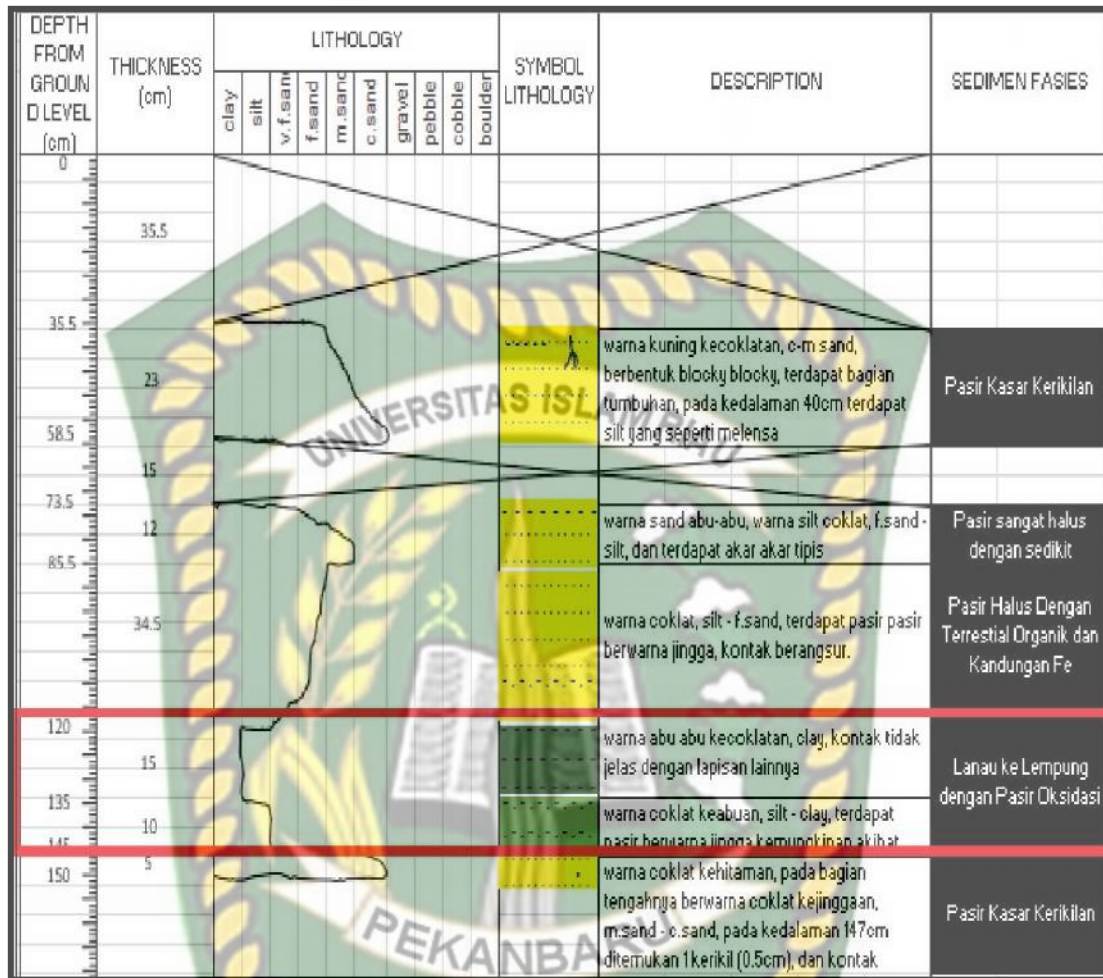 DEPTH
FROM
GROUN
D LEVEL
(cm)
THICKNESS
(cm)
LITHOLOGY
clay
silt
v.f.sand
f.sand
m.sand
c.sand
gravel
pebble
cobble
boulder
SYMBOL
LITHOLOGY
DESCRIPTION
SEDIMEN FASIES
0
35.5
35.5
23
58.5
15
73.5
12
85.5
34.5
120
15
135
10
145
5
150
warna kuning kecoklatan, c-m sand,
berbentuk blocky blocky, terdapat bagian
tumbuhan, pada kedalaman 40cm terdapat
silt yang seperti melensa
Pasir Kasar Kerikilan
warna sand abu-abu, warna silt coklat, f.sand -
silt, dan terdapat akar akar tipis
Pasir sangat halus
dengan sedikit
warna coklat, silt - f.sand, terdapat pasir pasir
berwarna jingga, kontak berangsur.
Pasir Halus Dengan
Terrestial Organik dan
Kandungan Fe
warna abu abu kecoklatan, clay, kontak tidak
jelas dengan lapisan lainnya
warna coklat keabuan, silt - clay, terdapat
pasir berwarna jingga kemungkinan akibat
Lanau ke Lempung
dengan Pasir Oksidasi
warna coklat kehitaman, pada bagian
tengahnya berwarna coklat kejinggaan,
m.sand - c.sand, pada kedalaman 147cm
ditemukan 1 kerikil (0.5cm), dan kontak
Pasir Kasar Kerikilan
UNIVERSITAS ISLAM RIAU
PEKANBARU